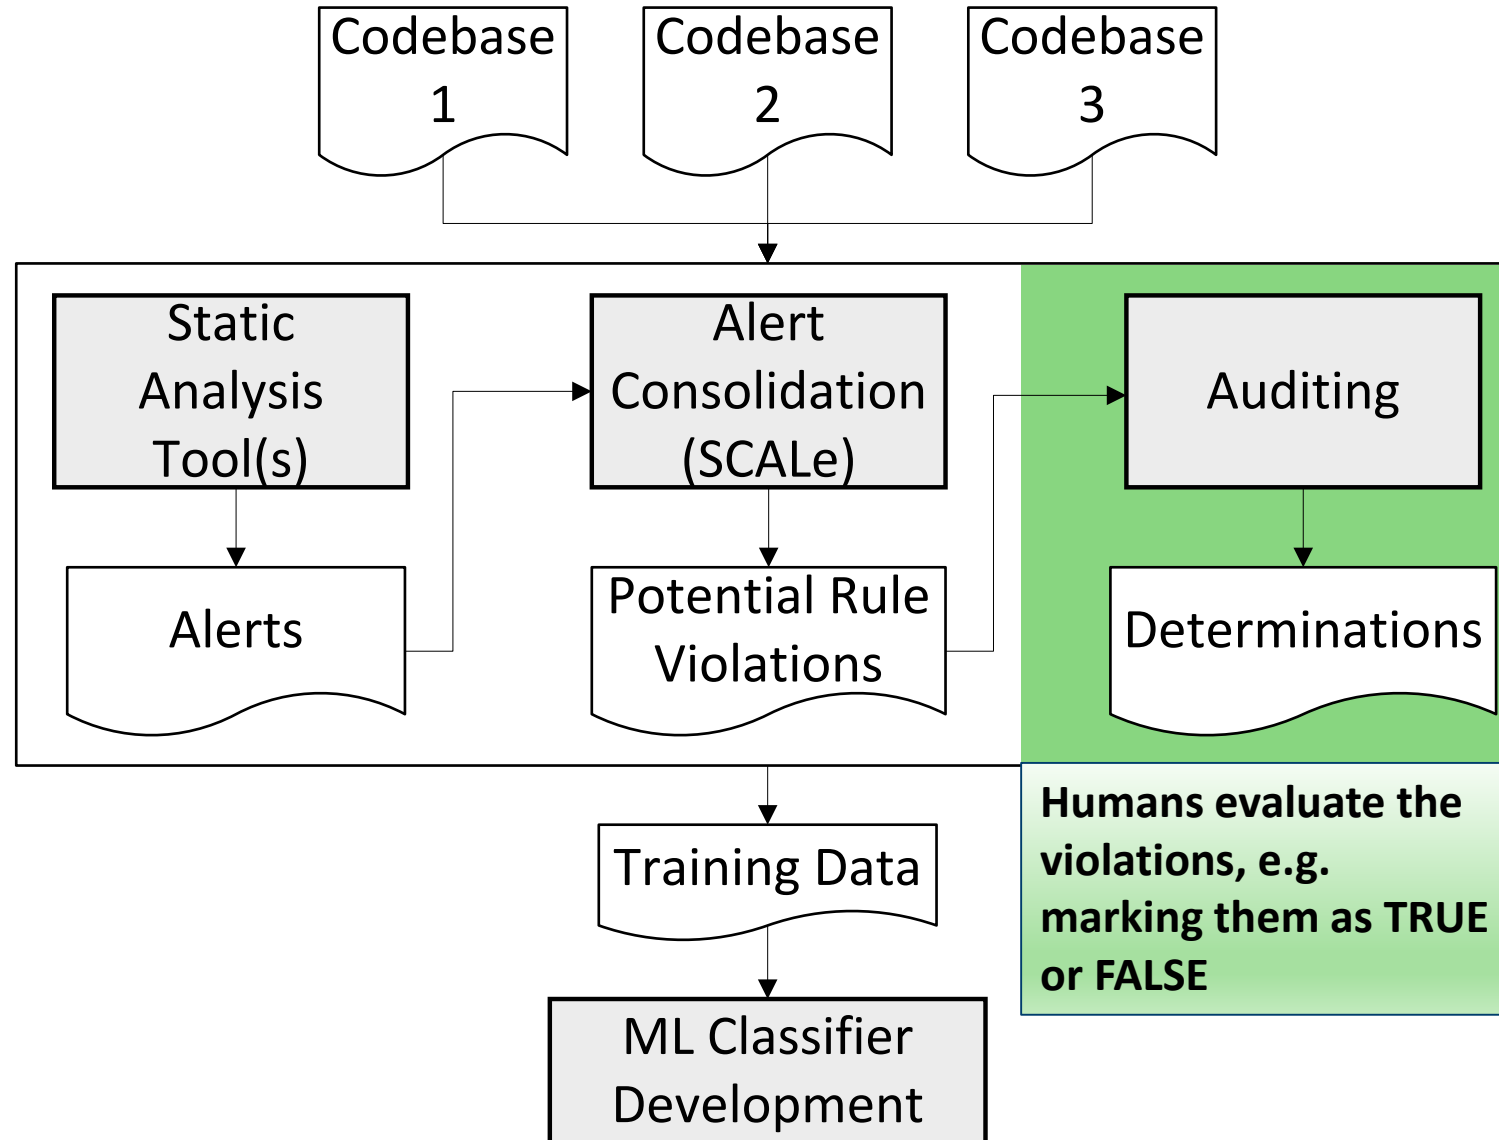 Codebase
1
Codebase
2
Codebase
3
Static
Analysis
Tool(s)
Alert
Consolidation
(SCALe)
Auditing
Alerts
Potential Rule
Violations
Determinations
Humans evaluate the
violations, e.g.
marking them as TRUE
or FALSE
Training Data
ML Classifier
Development